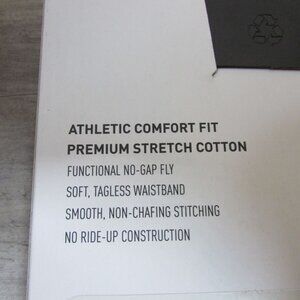 ATHLETIC COMFORT FIT
PREMIUM STRETCH COTTON
FUNCTIONAL NO-GAP FLY
SOFT, TAGLESS WAISTBAND
SMOOTH, NON-CHAFING STITCHING
NO RIDE-UP CONSTRUCTION